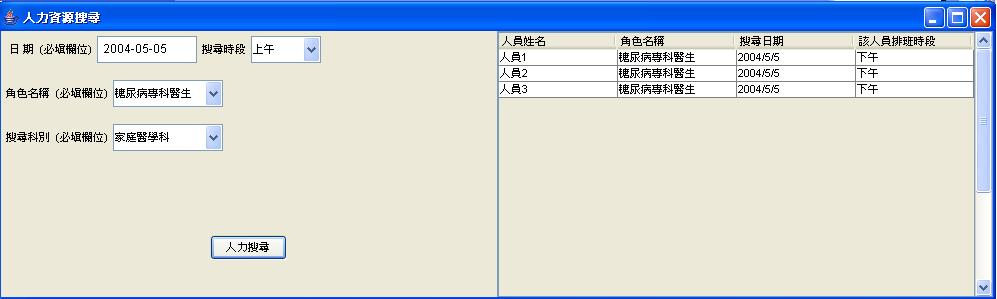 人力資源搜尋
日期 (必填欄位) 2004-05-05 搜尋時段 上午
角色名稱 (必填欄位) 糖尿病專科醫生
搜尋科別 (必填欄位) 家庭醫學科
人力搜尋
人員姓名 角色名稱 搜尋日期 該人員排班時段
人員1 糖尿病專科醫生 2004/5/5 下午
人員2 糖尿病專科醫生 2004/5/5 下午
人員3 糖尿病專科醫生 2004/5/5 下午